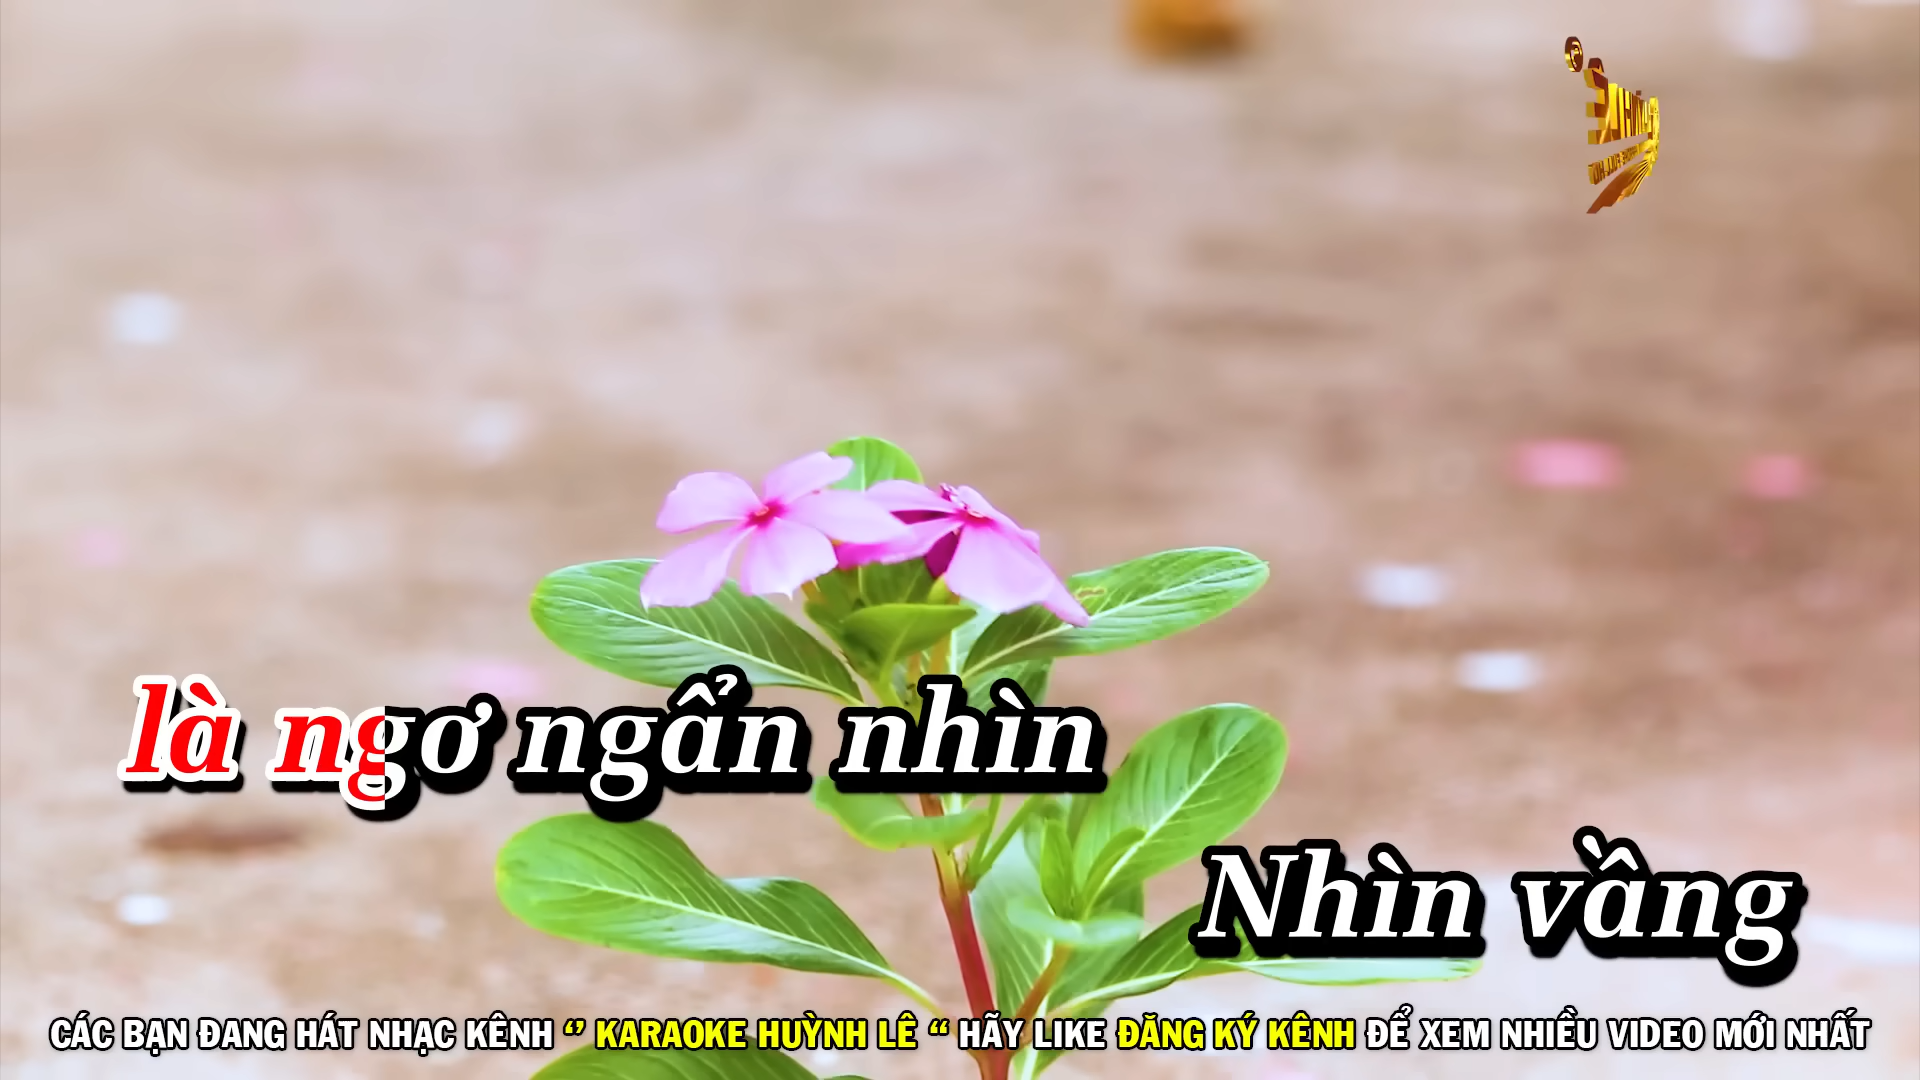 là ngơ ngẩn nhìn
Nhìn vầng
CÁC BẠN ĐANG HÁT NHẠC KÊNH “ KARAOKE HUỲNH LÊ “ HÃY LIKE ĐĂNG KÝ KÊNH ĐỂ XEM NHIỀU VIDEO MỚI NHẤT